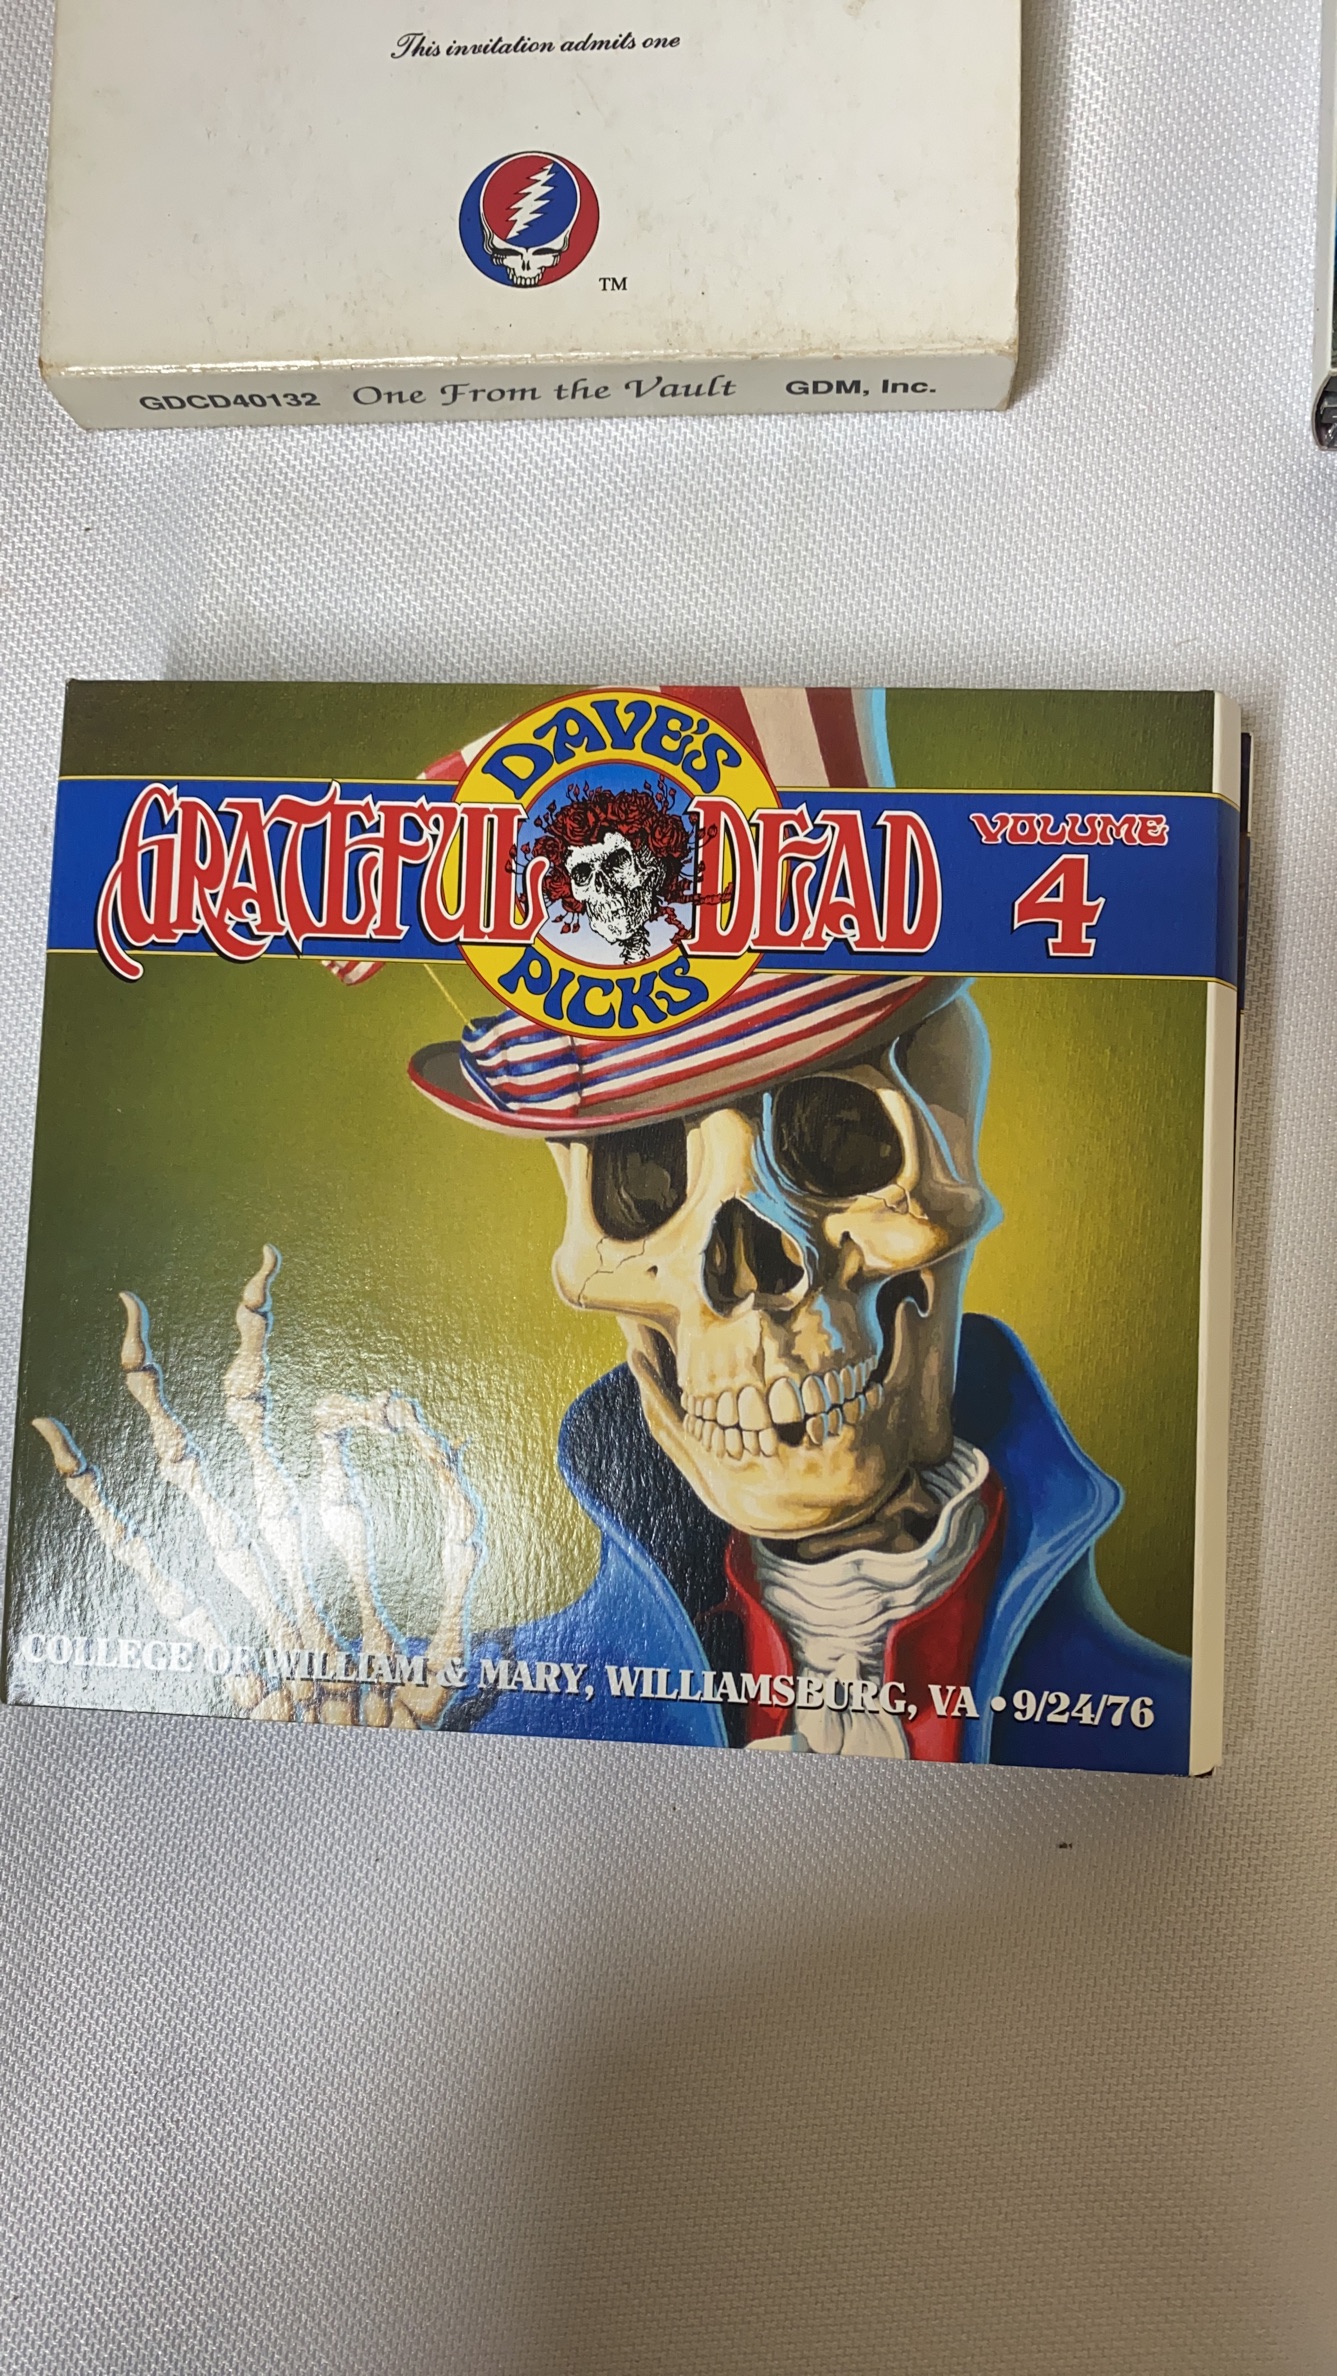 This invitation admits one
TM
GDCD40132 One From the Vault GDM, Inc.
DAVE'S
GRATEFUL DEAD
VOLUME
4
PICKS
COLLEGE OF WILLIAM & MARY, WILLIAMSBURG, VA • 9/24/76